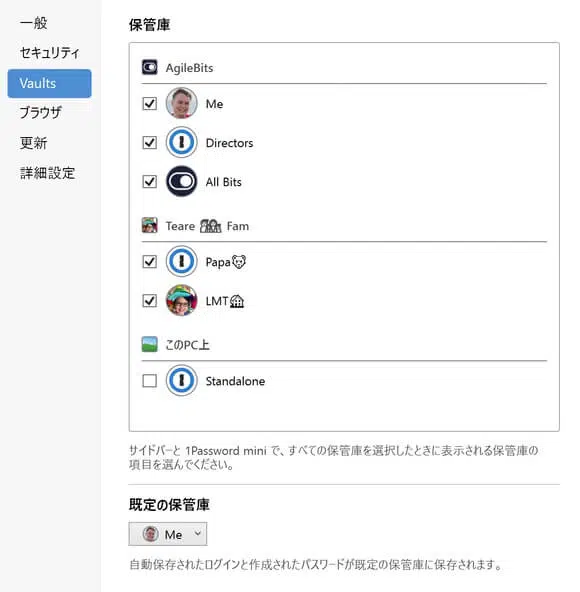 一般
セキュリティ
Vaults
ブラウザ
更新
詳細設定
保管庫
AgileBits
Me
Directors
All Bits
Teare 👨‍👩‍👧‍👦 Fam
Papa🐻
LMT🏠
このPC上
Standalone
サイドバーと 1Password mini で、すべての保管庫を選択したときに表示される保管庫の
項目を選んでください。
既定の保管庫
Me
自動保存されたログインと作成されたパスワードが既定の保管庫に保存されます。